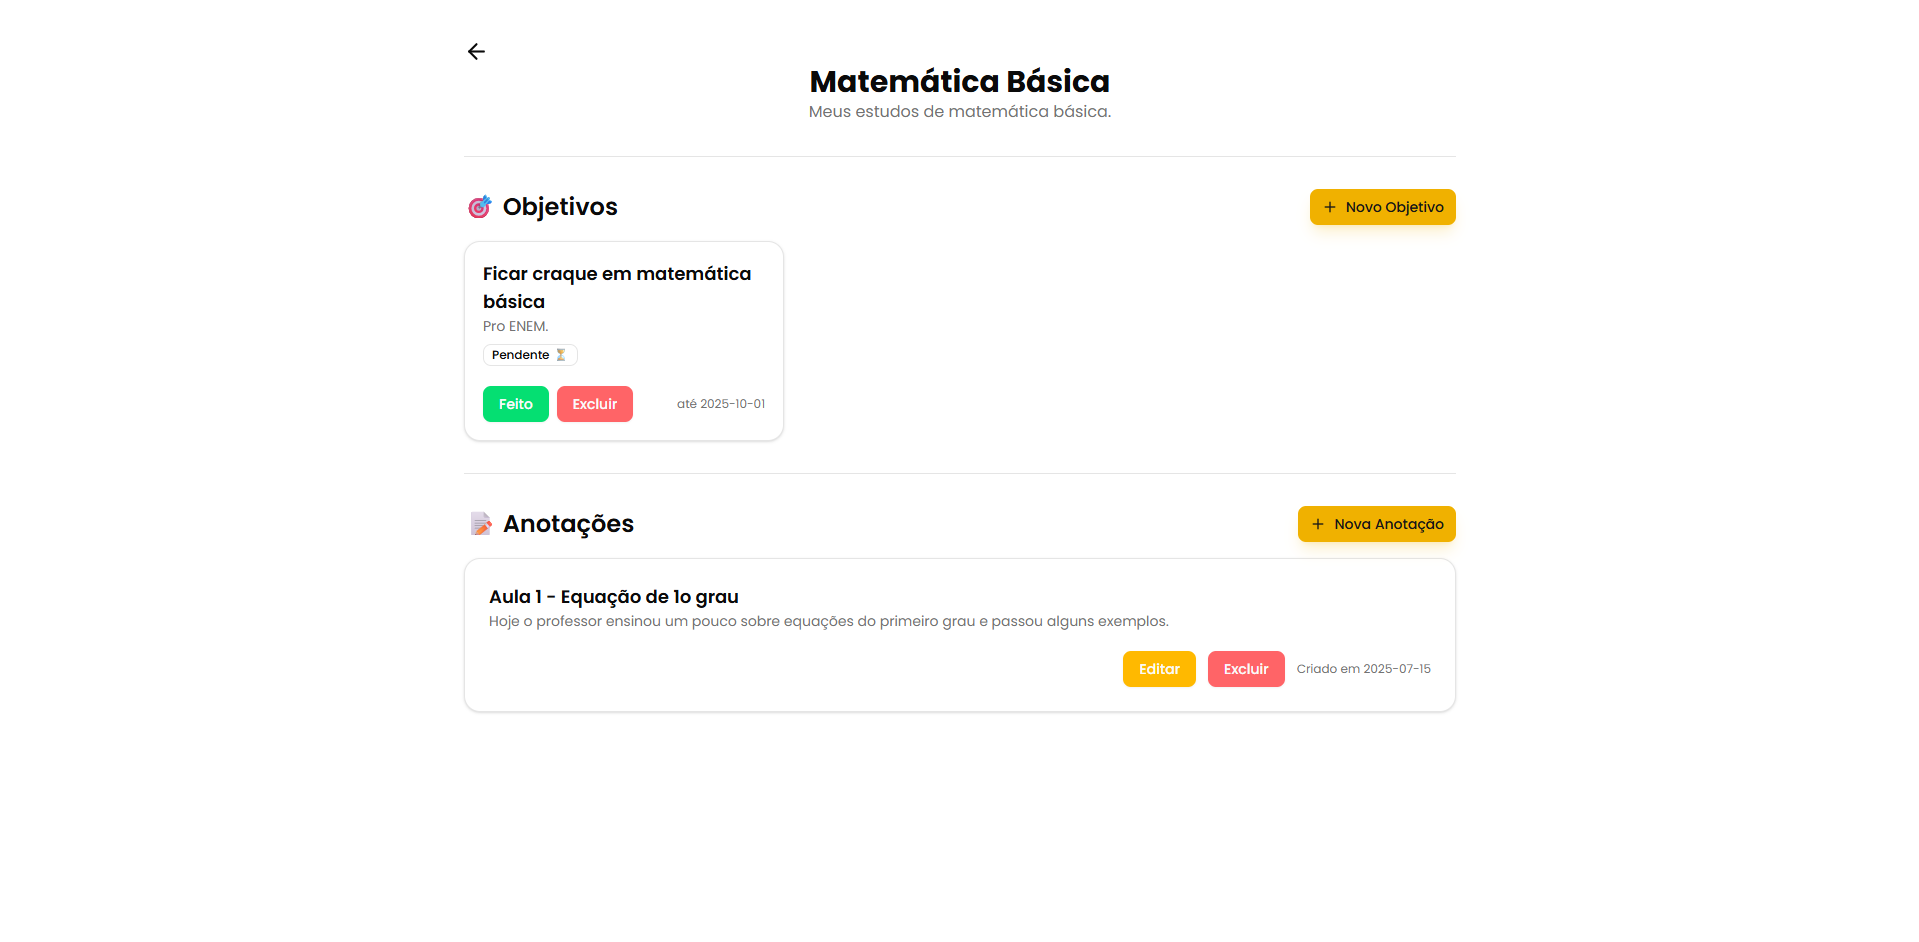 Matemática Básica
Meus estudos de matemática básica.
Objetivos
Novo Objetivo
Ficar craque em matemática
básica
Pro ENEM.
Pendente ⏳
Feito
Excluir
até 2025-10-01
Anotações
Nova Anotação
Aula 1 - Equação de 1o grau
Hoje o professor ensinou um pouco sobre equações do primeiro grau e passou alguns exemplos.
Editar
Excluir
Criado em 2025-07-15